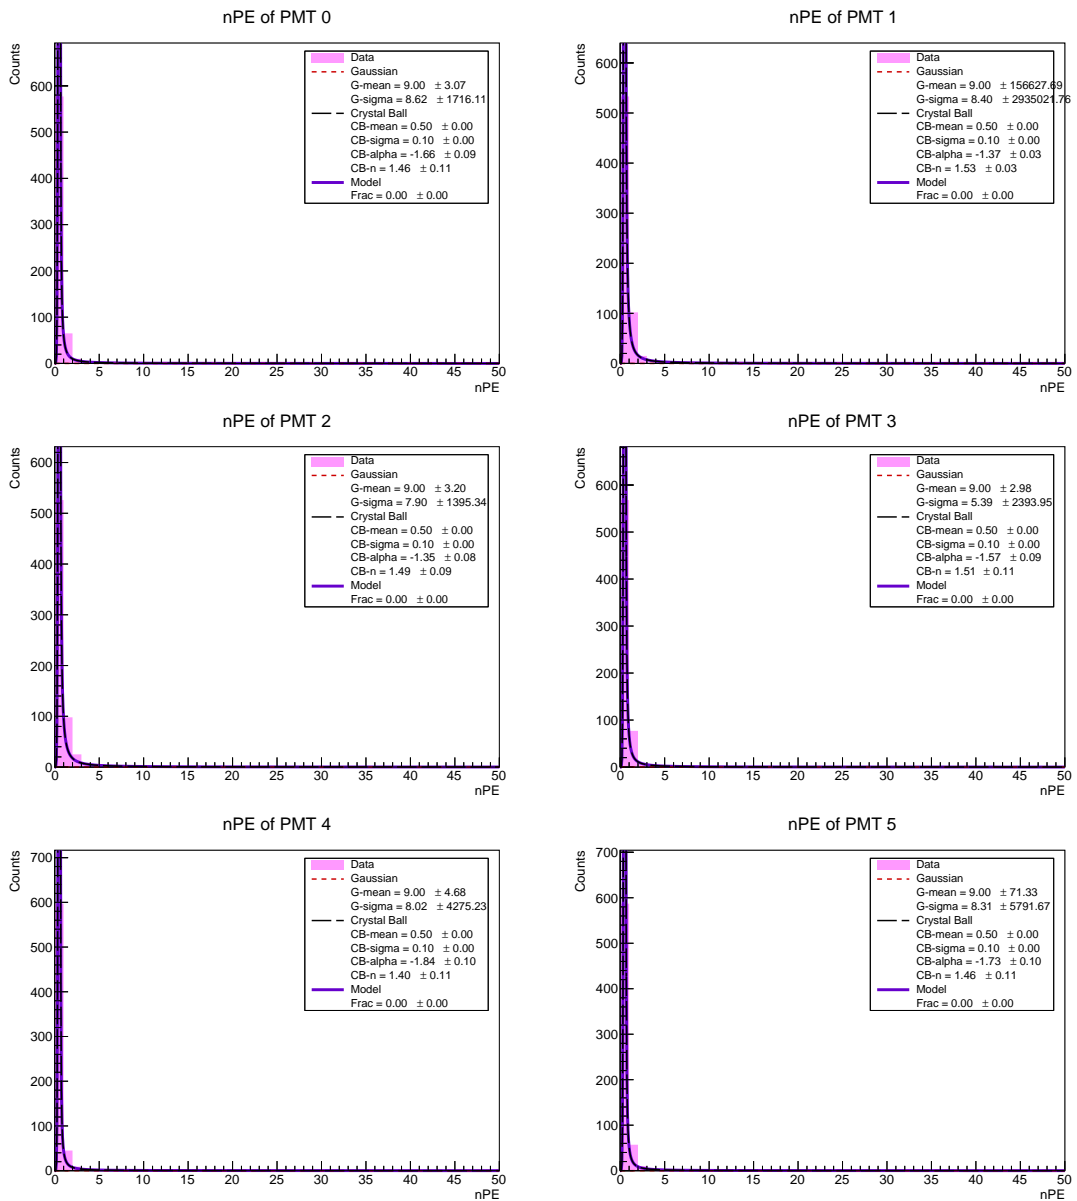 nPE of PMT 0
Counts
Data
Gaussian
G-mean = 9.00 ± 3.07
G-sigma = 8.62 ± 1716.11
Crystal Ball
CB-mean = 0.50 ± 0.00
CB-sigma = 0.10 ± 0.00
CB-alpha = -1.66 ± 0.09
CB-n = 1.46 ± 0.11
Model
Frac = 0.00 ± 0.00
600
500
400
300
200
100
0
0 5 10 15 20 25 30 35 40 45 50
nPE
nPE of PMT 1
Counts
Data
Gaussian
G-mean = 9.00 ± 156627.69
G-sigma = 8.40 ± 2935021.76
Crystal Ball
CB-mean = 0.50 ± 0.00
CB-sigma = 0.10 ± 0.00
CB-alpha = -1.37 ± 0.03
CB-n = 1.53 ± 0.03
Model
Frac = 0.00 ± 0.00
600
500
400
300
200
100
0
0 5 10 15 20 25 30 35 40 45 50
nPE
nPE of PMT 2
Counts
Data
Gaussian
G-mean = 9.00 ± 3.20
G-sigma = 7.90 ± 1395.34
Crystal Ball
CB-mean = 0.50 ± 0.00
CB-sigma = 0.10 ± 0.00
CB-alpha = -1.35 ± 0.08
CB-n = 1.49 ± 0.09
Model
Frac = 0.00 ± 0.00
600
500
400
300
200
100
0
0 5 10 15 20 25 30 35 40 45 50
nPE
nPE of PMT 3
Counts
Data
Gaussian
G-mean = 9.00 ± 2.98
G-sigma = 5.39 ± 2393.95
Crystal Ball
CB-mean = 0.50 ± 0.00
CB-sigma = 0.10 ± 0.00
CB-alpha = -1.57 ± 0.09
CB-n = 1.51 ± 0.11
Model
Frac = 0.00 ± 0.00
600
500
400
300
200
100
0
0 5 10 15 20 25 30 35 40 45 50
nPE
nPE of PMT 4
Counts
Data
Gaussian
G-mean = 9.00 ± 4.68
G-sigma = 8.02 ± 4275.23
Crystal Ball
CB-mean = 0.50 ± 0.00
CB-sigma = 0.10 ± 0.00
CB-alpha = -1.84 ± 0.10
CB-n = 1.40 ± 0.11
Model
Frac = 0.00 ± 0.00
700
600
500
400
300
200
100
0
0 5 10 15 20 25 30 35 40 45 50
nPE
nPE of PMT 5
Counts
Data
Gaussian
G-mean = 9.00 ± 71.33
G-sigma = 8.31 ± 5791.67
Crystal Ball
CB-mean = 0.50 ± 0.00
CB-sigma = 0.10 ± 0.00
CB-alpha = -1.73 ± 0.10
CB-n = 1.46 ± 0.11
Model
Frac = 0.00 ± 0.00
700
600
500
400
300
200
100
0
0 5 10 15 20 25 30 35 40 45 50
nPE